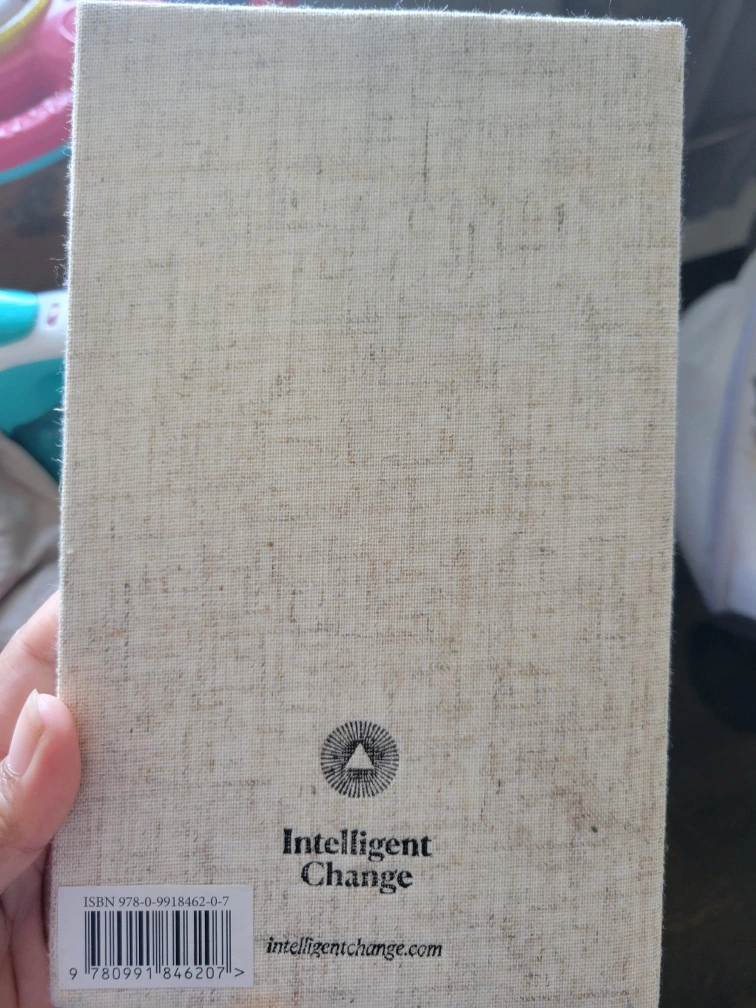 Intelligent
Change
ISBN 978-0-9918462-0-7
9 780991 846207 >
intelligentchange.com